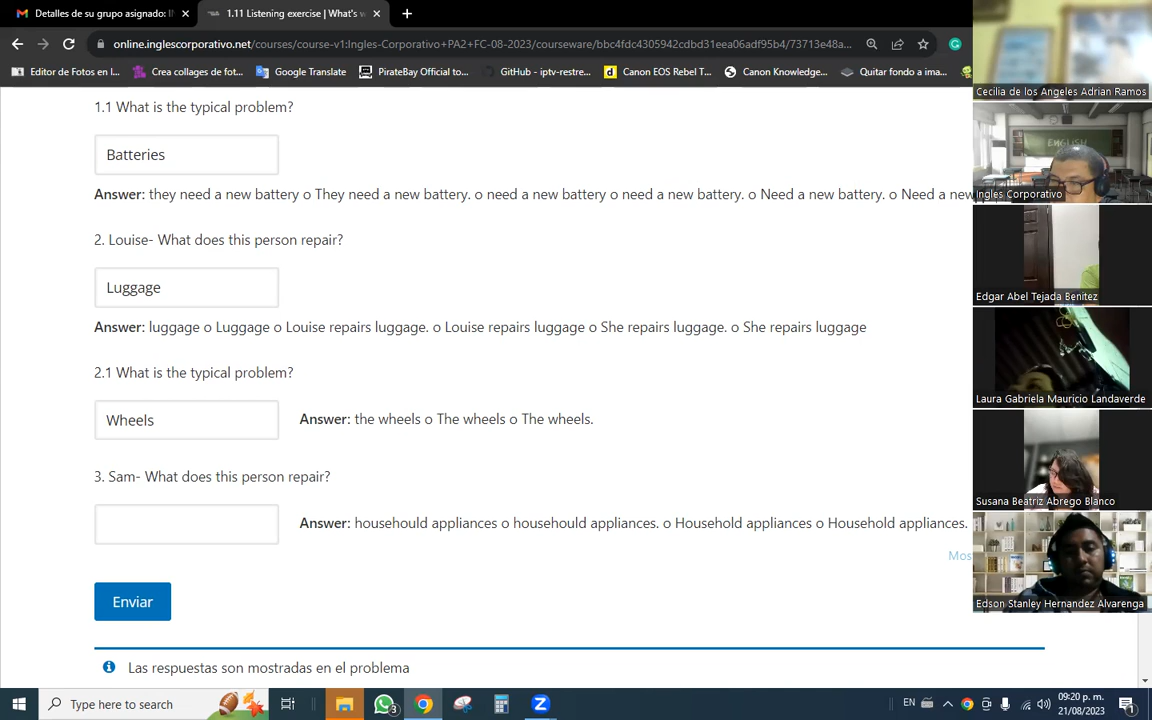 Detalles de su grupo asignado: I
1.11 Listening exercise | What's w
online.inglescorporativo.net/courses/course-v1:Ingles-Corporativo+PA2+FC-08-2023/courseware/bbc4fdc4305942cdbd31eea06adf95b4/73713e48a...
Editor de Fotos en l...
Crea collages de fot...
Google Translate
PirateBay Official to...
GitHub - iptv-restre...
Canon EOS Rebel T...
Canon Knowledge...
Quitar fondo a ima...
1.1 What is the typical problem?
Batteries
Answer: they need a new battery o They need a new battery. o need a new battery o need a new battery. o Need a new battery. o Need a new
2. Louise- What does this person repair?
Luggage
Answer: luggage o Luggage o Louise repairs luggage. o Louise repairs luggage o She repairs luggage. o She repairs luggage
2.1 What is the typical problem?
Wheels
Answer: the wheels o The wheels o The wheels.
3. Sam- What does this person repair?
Answer: househould appliances o househould appliances. o Household appliances o Household appliances.
Mos
Enviar
Las respuestas son mostradas en el problema
Cecilia de los Angeles Adrian Ramos
ENGLISH
Ingles Corporativo
Edgar Abel Tejada Benitez
Laura Gabriela Mauricio Landaverde
Susana Beatriz Abrego Blanco
Edson Stanley Hernandez Alvarenga
Type here to search
3
EN
09:20 p. m.
21/08/2023
1